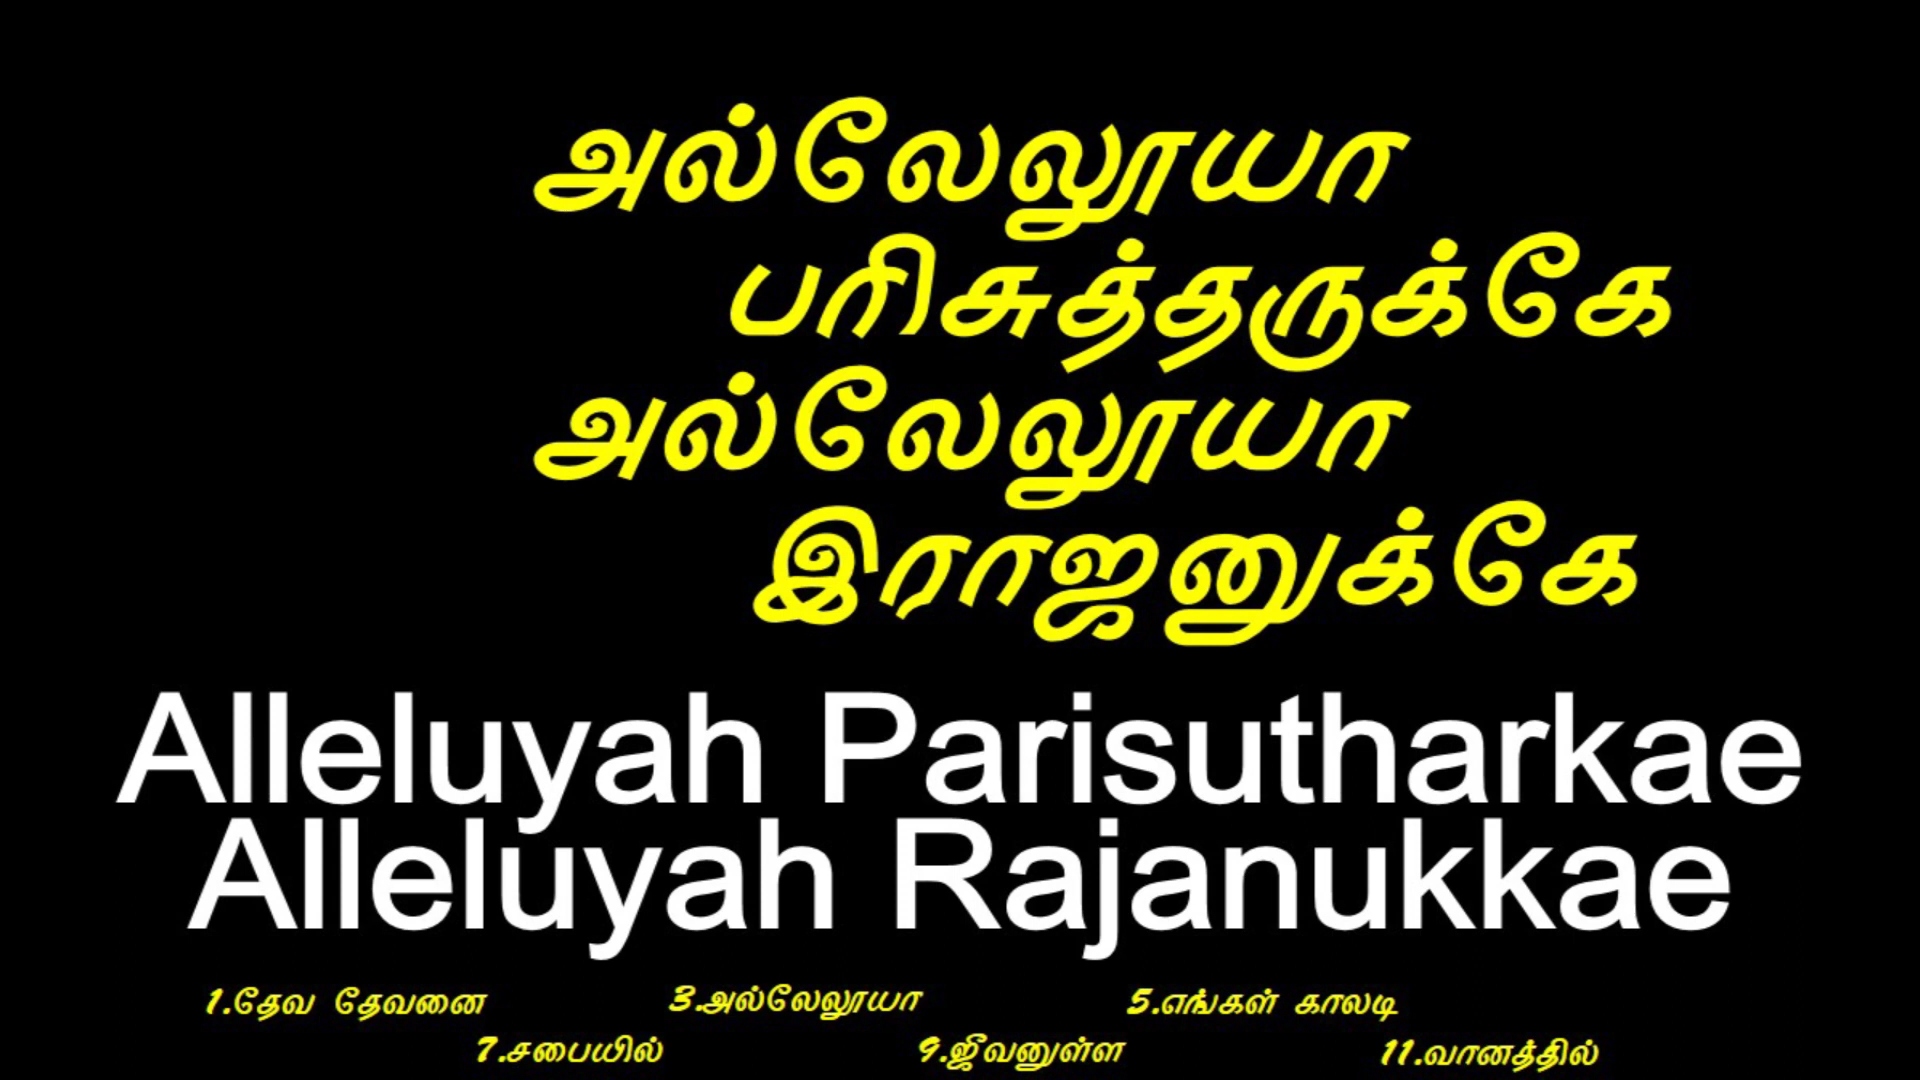 அல்லேலூயா
பரிசுத்தருக்கே
அல்லேலூயா
இராஜனுக்கே
Alleluyah Parisutharkae
Alleluyah Rajanukkae
1.தேவ தேவனை 3.அல்லேலூயா 5.எங்கள் காலடி
7.சபையில் 9.ஜீவனுள்ள 11.வானத்தில்